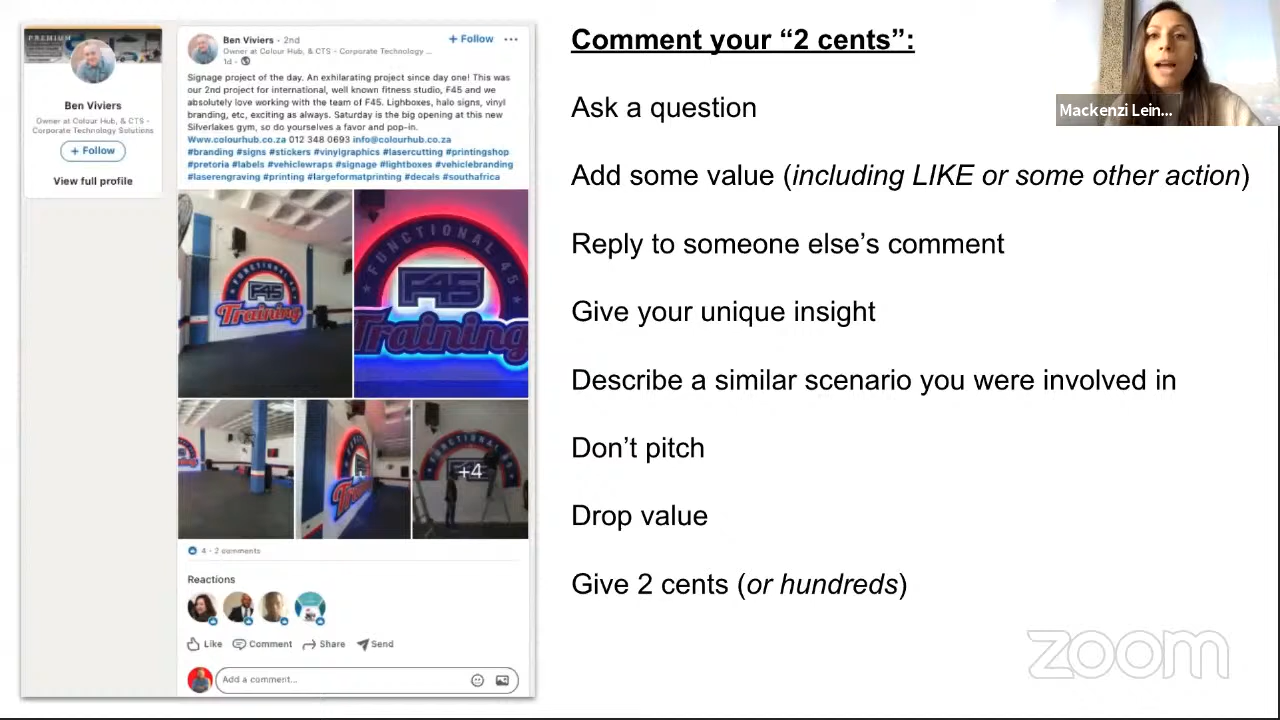 PREMIUM
Ben Viviers
Owner at Colour Hub, & CTS -
Corporate Technology Solutions
+ Follow
View full profile
Ben Viviers · 2nd
Owner at Colour Hub, & CTS - Corporate Technology ...
1d ·
+ Follow
Signage project of the day. An exhilarating project since day one! This was
our 2nd project for international, well known fitness studio, F45 and we
absolutely love working with the team of F45. Lighboxes, halo signs, vinyl
branding, etc, exciting as always. Saturday is the big opening at this new
Silverlakes gym, so do yourselves a favor and pop-in.
Www.colourhub.co.za 012 348 0693 info@colourhub.co.za
#branding #signs #stickers #vinylgraphics #lasercutting #printingshop
#pretoria #labels #vehiclewraps #signage #lightboxes #vehiclebranding
#laserengraving #printing #largeformatprinting #decals #southafrica
FUNCTIONAL 45
F45
Training
FUNCTIONAL 45
F45
Training
FUNCTIONAL 45
+4
4 · 2 comments
Reactions
Like
Comment
Share
Send
Add a comment...
Comment your “2 cents”:
Ask a question
Add some value (including LIKE or some other action)
Reply to someone else’s comment
Give your unique insight
Describe a similar scenario you were involved in
Don’t pitch
Drop value
Give 2 cents (or hundreds)
Mackenzi Lein...
zoom